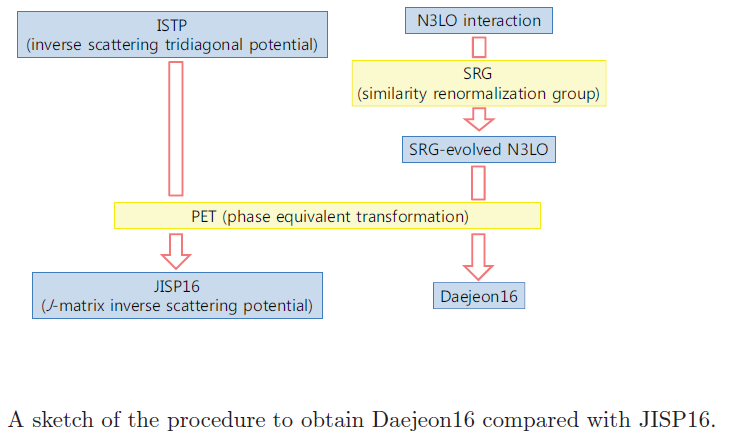 ISTP
(inverse scattering tridiagonal potential)
N3LO interaction
SRG
(similarity renormalization group)
SRG-evolved N3LO
PET (phase equivalent transformation)
JISP16
(J-matrix inverse scattering potential)
Daejeon16
A sketch of the procedure to obtain Daejeon16 compared with JISP16.